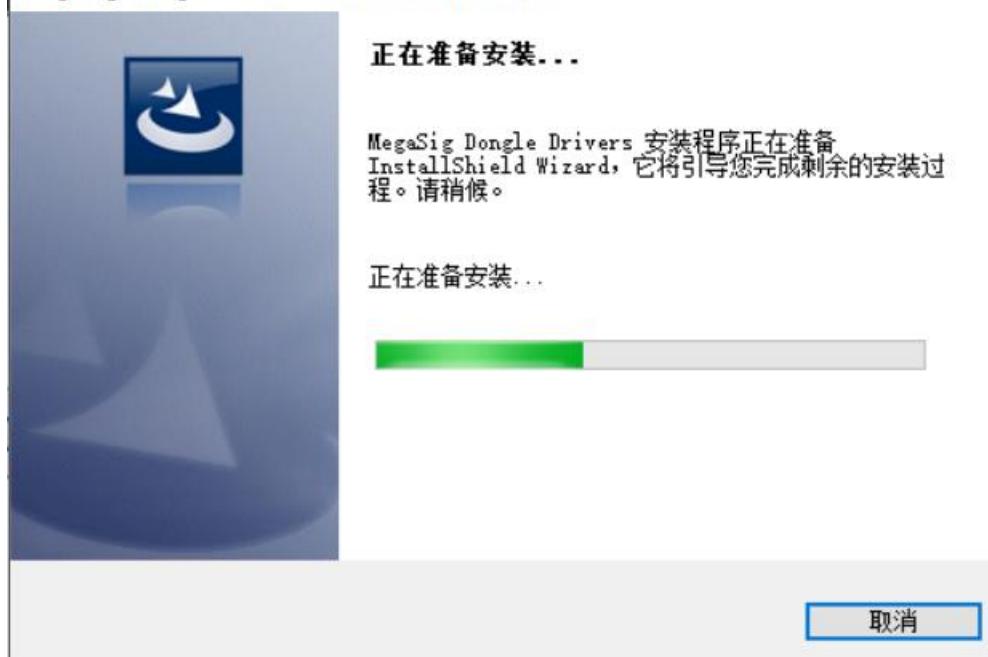 正在准备安装...
MegaSig Dongle Drivers 安装程序正在准备
InstallShield Wizard，它将引导您完成剩余的安装过
程。请稍候。
正在准备安装...
取消